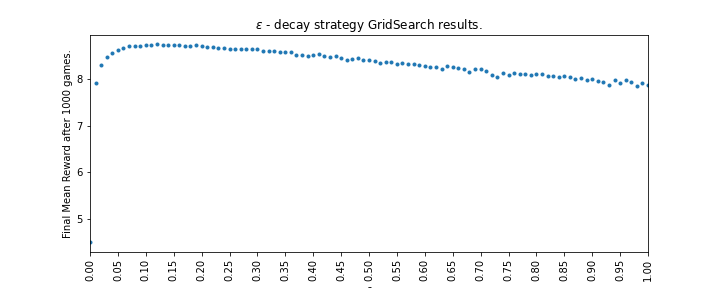 ε - decay strategy GridSearch results.
Final Mean Reward after 1000 games.
8
7
6
5
0.00 0.05 0.10 0.15 0.20 0.25 0.30 0.35 0.40 0.45 0.50 0.55 0.60 0.65 0.70 0.75 0.80 0.85 0.90 0.95 1.00